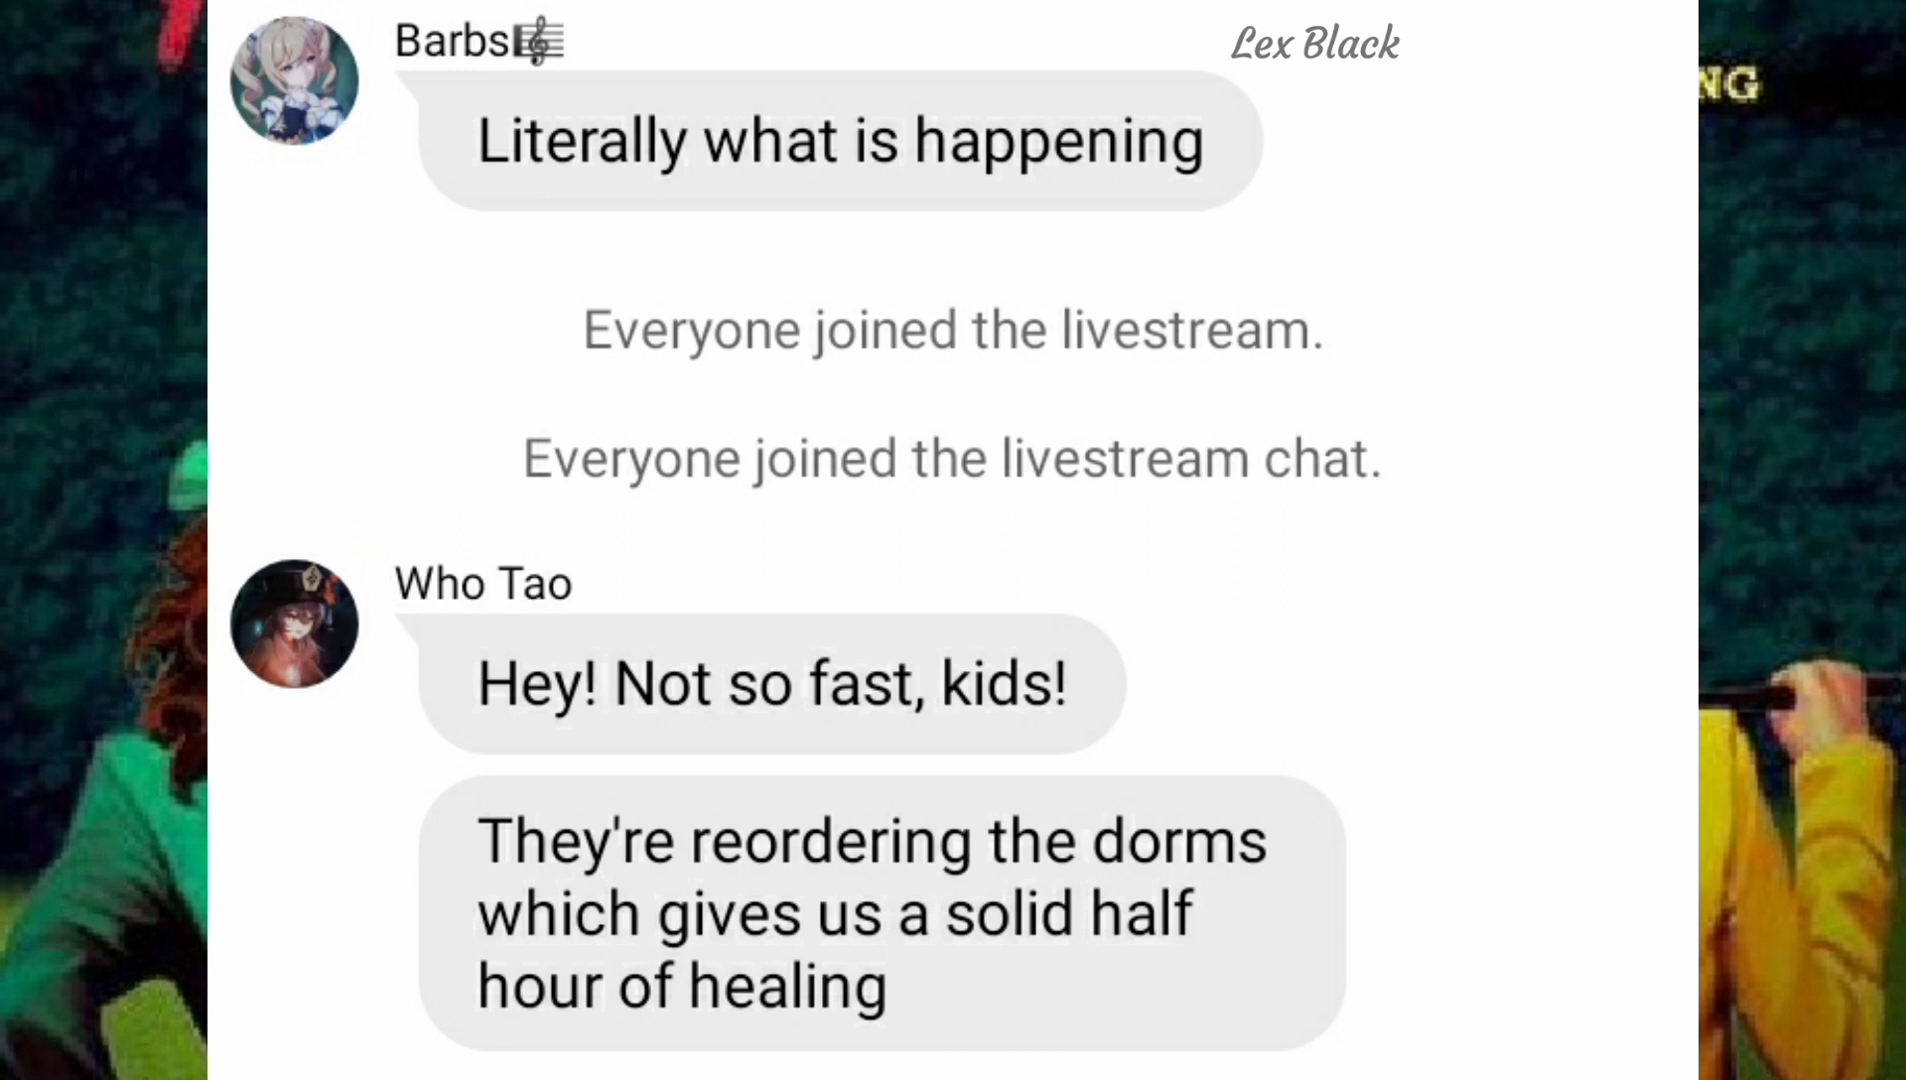 Barbs🎼
Lex Black
NG
Literally what is happening
Everyone joined the livestream.
Everyone joined the livestream chat.
Who Tao
Hey! Not so fast, kids!
They're reordering the dorms
which gives us a solid half
hour of healing